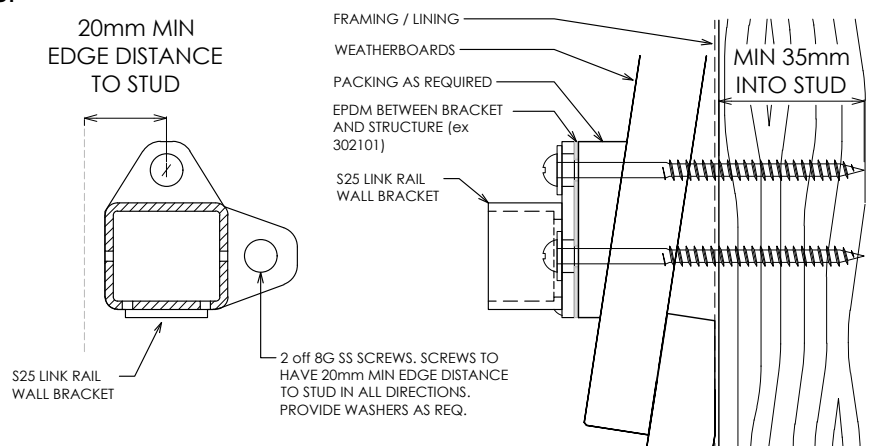 20mm MIN
EDGE DISTANCE
TO STUD
FRAMING / LINING
WEATHERBOARDS
PACKING AS REQUIRED
EPDM BETWEEN BRACKET
AND STRUCTURE (ex
302101)
S25 LINK RAIL
WALL BRACKET
MIN 35mm
INTO STUD
S25 LINK RAIL
WALL BRACKET
2 off 8G SS SCREWS. SCREWS TO
HAVE 20mm MIN EDGE DISTANCE
TO STUD IN ALL DIRECTIONS.
PROVIDE WASHERS AS REQ.